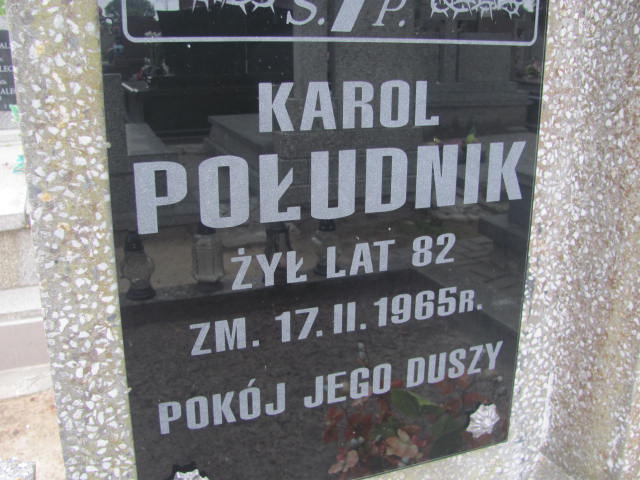 S. P.
KAROL
POŁUDNIK
ŻYŁ LAT 82
ZM. 17. II. 1965R.
POKÓJ JEGO DUSZY